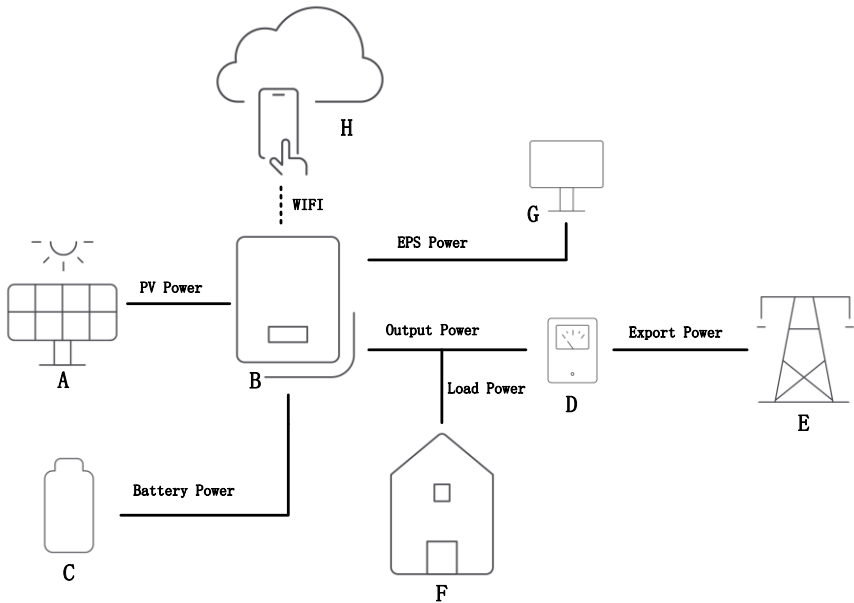 H
WIFI
G
EPS Power
PV Power
Output Power
Export Power
A
B
Load Power
D
E
Battery Power
C
F